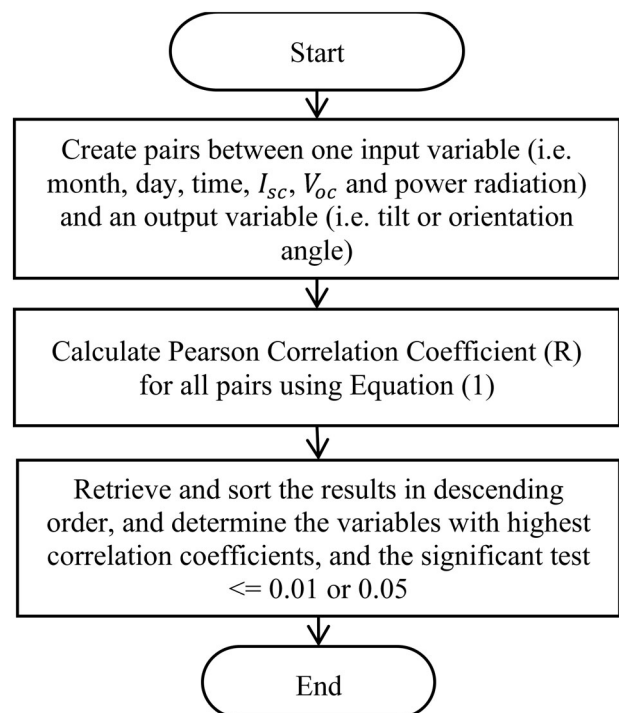 Start
Create pairs between one input variable (i.e.
month, day, time, I_sc, V_oc and power radiation)
and an output variable (i.e. tilt or orientation
angle)
Calculate Pearson Correlation Coefficient (R)
for all pairs using Equation (1)
Retrieve and sort the results in descending
order, and determine the variables with highest
correlation coefficients, and the significant test
<= 0.01 or 0.05
End